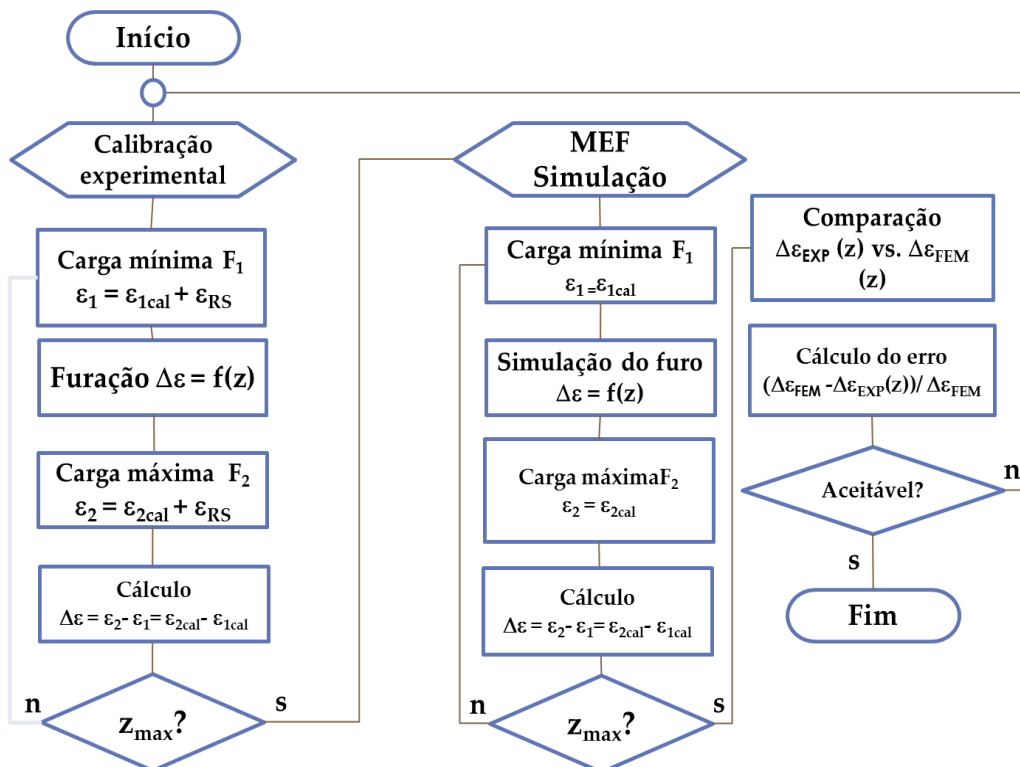 Início
Calibração
experimental
Carga mínima F₁
ε₁ = ε₁cal + εRS
Furação Δε = f(z)
Carga máxima F₂
ε₂ = ε₂cal + εRS
Cálculo
Δε = ε₂- ε₁= ε₂cal- ε₁cal
n
s
zmax?
MEF
Simulação
Carga mínima F₁
ε₁ =ε₁cal
Simulação do furo
Δε = f(z)
Carga máximaF₂
ε₂ = ε₂cal
Cálculo
Δε = ε₂- ε₁= ε₂cal- ε₁cal
n
s
zmax?
Comparação
ΔεEXP (z) vs. ΔεFEM
(z)
Cálculo do erro
(ΔεFEM -ΔεEXP(z))/ ΔεFEM
n
Aceitável?
s
Fim